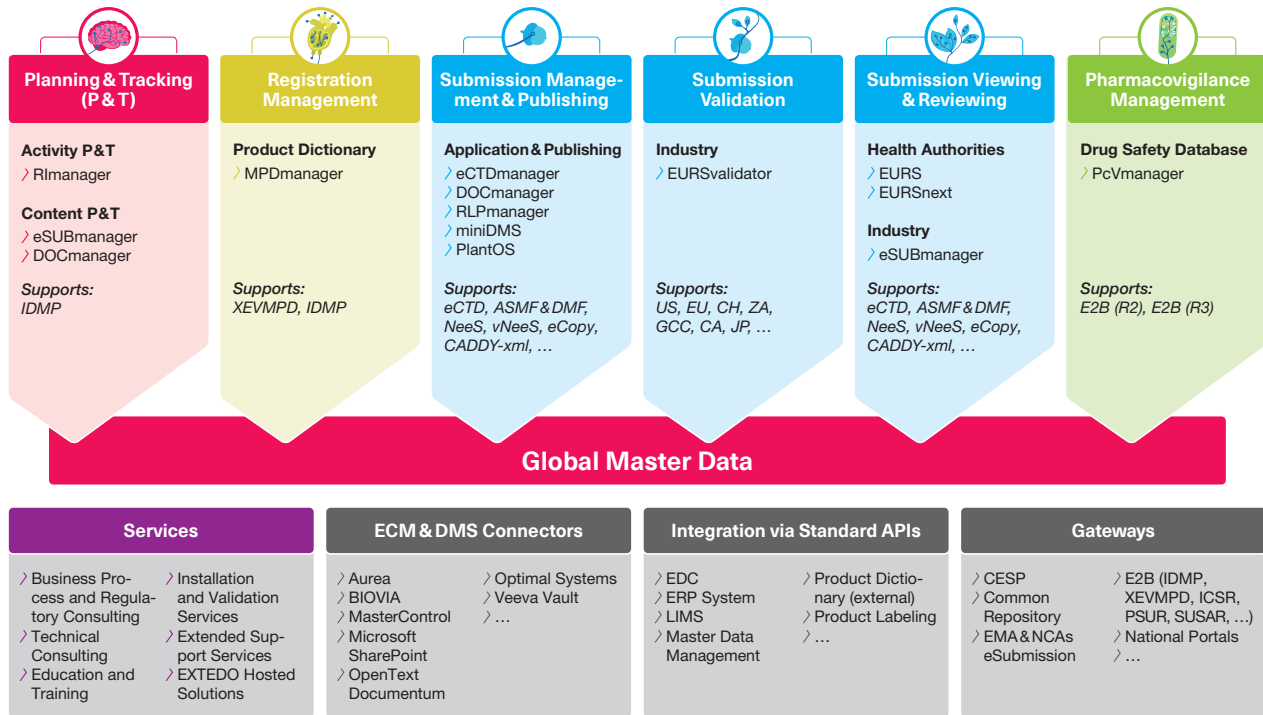 Planning & Tracking
(P & T)
Activity P&T
RImanager
Content P&T
eSUBmanager
DOCmanager
Supports:
IDMP
Registration
Management
Product Dictionary
MPDmanager
Supports:
XEVMPD, IDMP
Submission Manage-
ment & Publishing
Application & Publishing
eCTDmanager
DOCmanager
RLPmanager
miniDMS
PlantOS
Supports:
eCTD, ASMF & DMF,
NeeS, vNeeS, eCopy,
CADDY-xml, …
Submission
Validation
Industry
EURSvalidator
Supports:
US, EU, CH, ZA,
GCC, CA, JP, …
Submission Viewing
& Reviewing
Health Authorities
EURS
EURSnext
Industry
eSUBmanager
Supports:
eCTD, ASMF & DMF,
NeeS, vNeeS, eCopy,
CADDY-xml, …
Pharmacovigilance
Management
Drug Safety Database
PcVmanager
Supports:
E2B (R2), E2B (R3)
Global Master Data
Services
Business Pro-
cess and Regula-
tory Consulting
Technical
Consulting
Education and
Training
Installation
and Validation
Services
Extended Sup-
port Services
EXTEDO Hosted
Solutions
ECM & DMS Connectors
Aurea
BIOVIA
MasterControl
Microsoft
SharePoint
OpenText
Documentum
Optimal Systems
Veeva Vault
…
Integration via Standard APIs
EDC
ERP System
LIMS
Master Data
Management
Product Dictio-
nary (external)
Product Labeling
…
Gateways
CESP
Common
Repository
EMA & NCAs
eSubmission
E2B (IDMP,
XEVMPD, ICSR,
PSUR, SUSAR, …)
National Portals
…